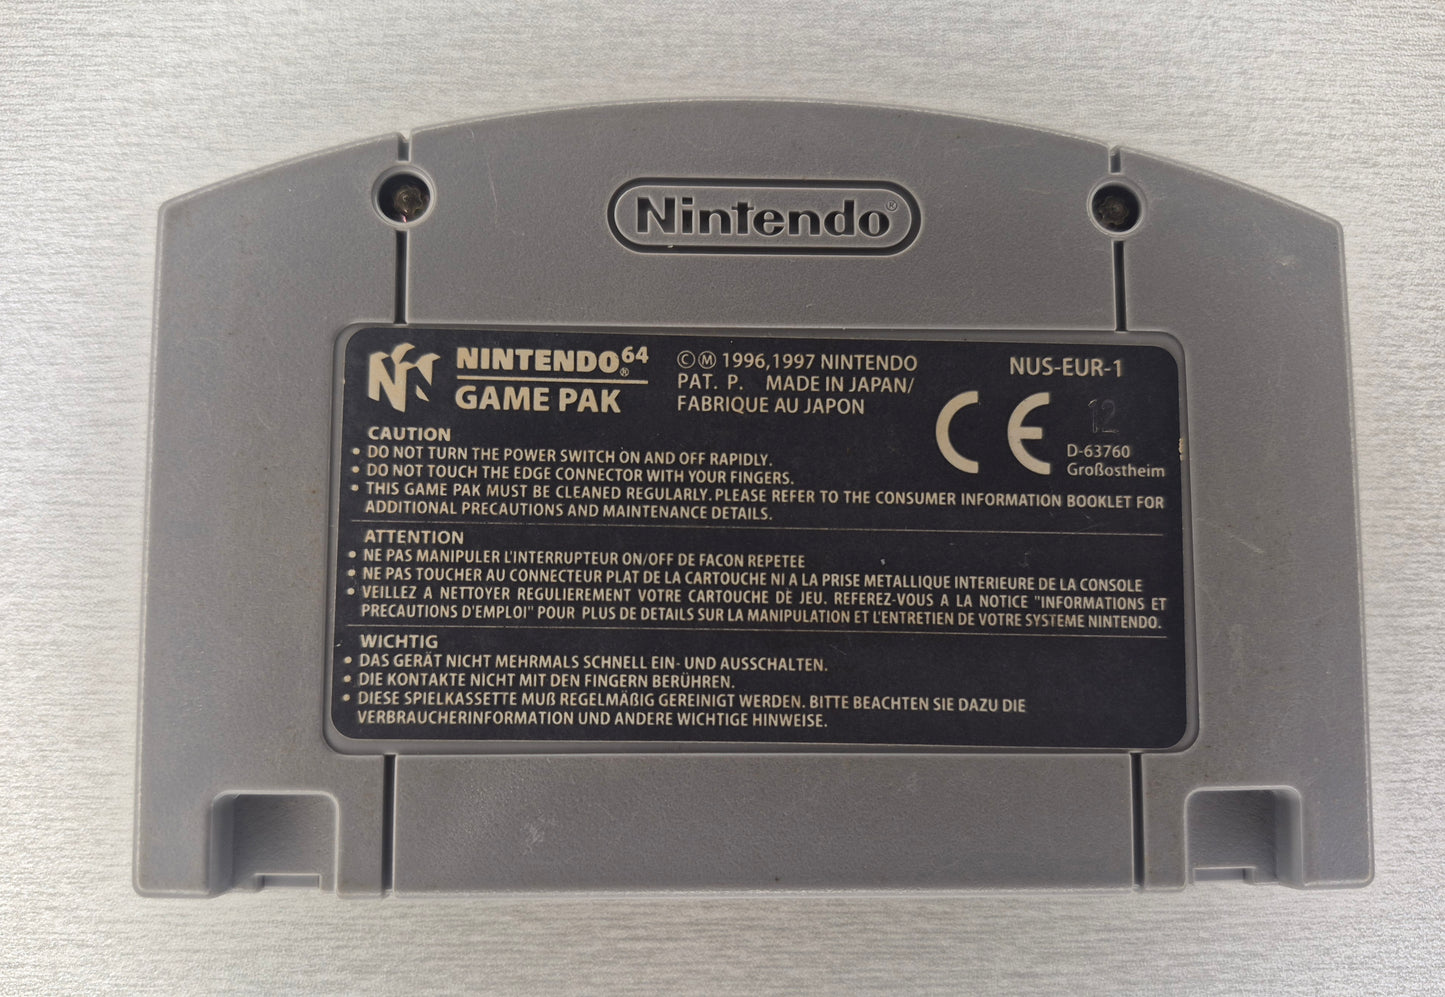 Nintendo®
NINTENDO⁶⁴®
GAME PAK
©Ⓜ 1996,1997 NINTENDO
PAT. P. MADE IN JAPAN/
FABRIQUE AU JAPON
NUS-EUR-1
CE
12
D-63760
Großostheim
CAUTION
• DO NOT TURN THE POWER SWITCH ON AND OFF RAPIDLY.
• DO NOT TOUCH THE EDGE CONNECTOR WITH YOUR FINGERS.
• THIS GAME PAK MUST BE CLEANED REGULARLY. PLEASE REFER TO THE CONSUMER INFORMATION BOOKLET FOR
ADDITIONAL PRECAUTIONS AND MAINTENANCE DETAILS.
ATTENTION
• NE PAS MANIPULER L'INTERRUPTEUR ON/OFF DE FACON REPETEE
• NE PAS TOUCHER AU CONNECTEUR PLAT DE LA CARTOUCHE NI A LA PRISE METALLIQUE INTERIEURE DE LA CONSOLE
• VEILLEZ A NETTOYER REGULIEREMENT VOTRE CARTOUCHE DE JEU. REFEREZ-VOUS A LA NOTICE "INFORMATIONS ET
PRECAUTIONS D'EMPLOI" POUR PLUS DE DETAILS SUR LA MANIPULATION ET L'ENTRETIEN DE VOTRE SYSTEME NINTENDO.
WICHTIG
• DAS GERÄT NICHT MEHRMALS SCHNELL EIN- UND AUSSCHALTEN.
• DIE KONTAKTE NICHT MIT DEN FINGERN BERÜHREN.
• DIESE SPIELKASSETTE MUß REGELMÄßIG GEREINIGT WERDEN. BITTE BEACHTEN SIE DAZU DIE
VERBRAUCHERINFORMATION UND ANDERE WICHTIGE HINWEISE.